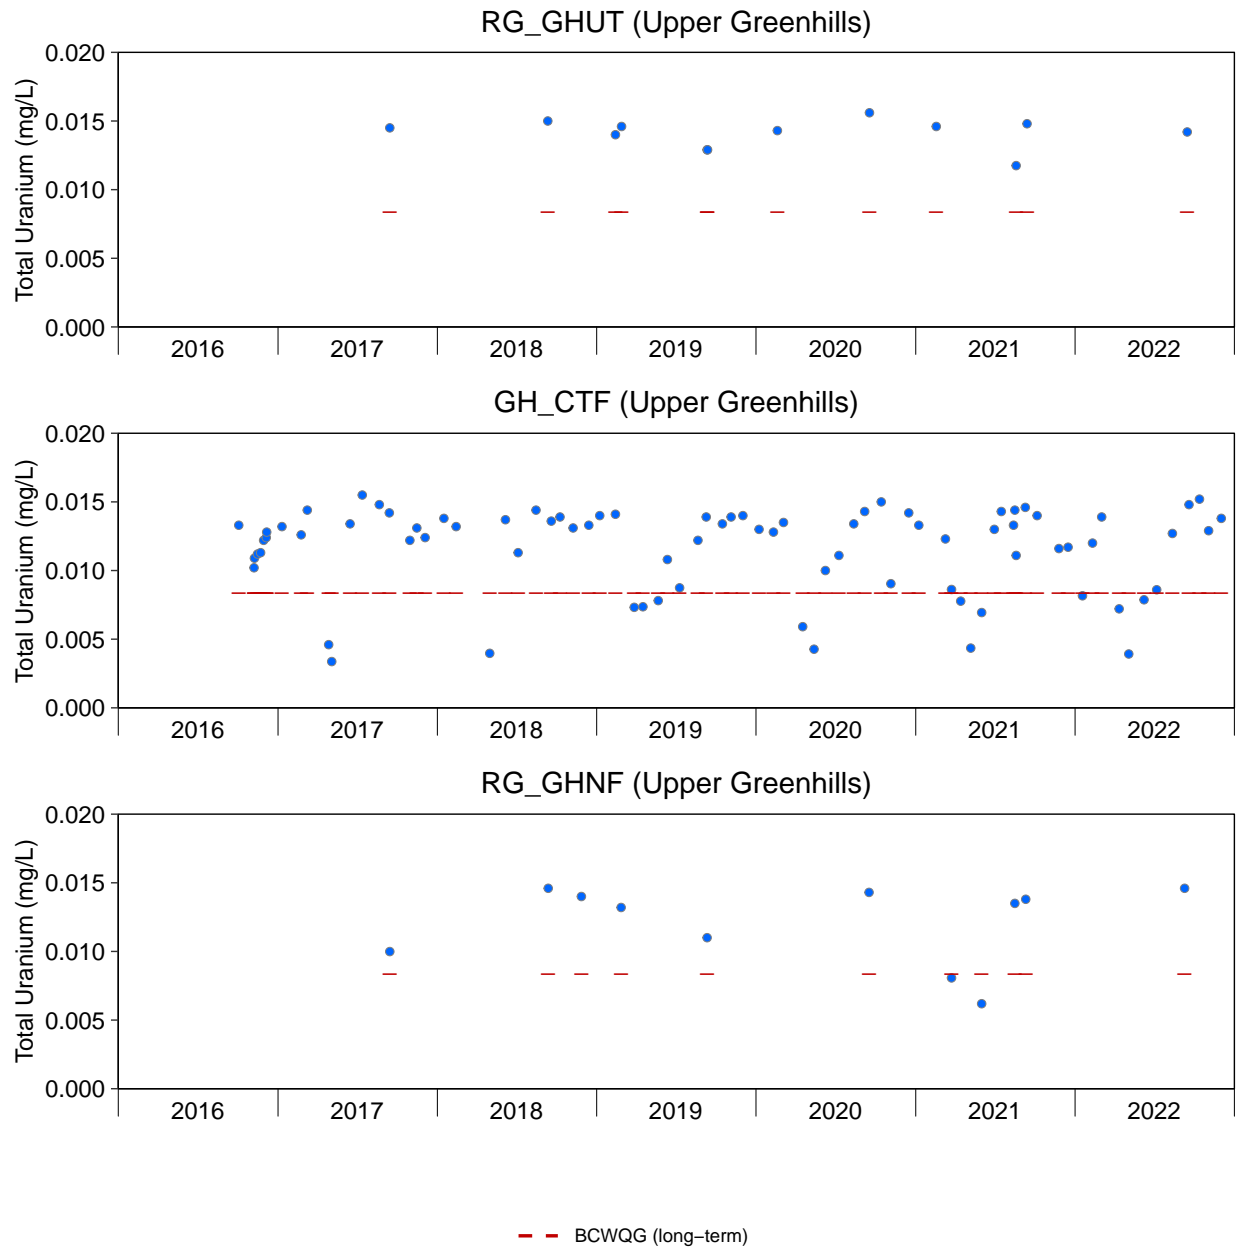 RG_GHUT (Upper Greenhills)
Total Uranium (mg/L)
0.020
0.015
0.010
0.005
0.000
2016 2017 2018 2019 2020 2021 2022
GH_CTF (Upper Greenhills)
Total Uranium (mg/L)
0.020
0.015
0.010
0.005
0.000
2016 2017 2018 2019 2020 2021 2022
RG_GHNF (Upper Greenhills)
Total Uranium (mg/L)
0.020
0.015
0.010
0.005
0.000
2016 2017 2018 2019 2020 2021 2022
BCWQG (long−term)